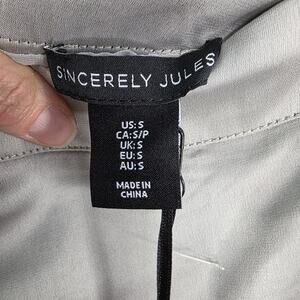 SINCERELY JULES
US:S
CA:S/P
UK:S
EU:S
AU:S
MADE IN
CHINA